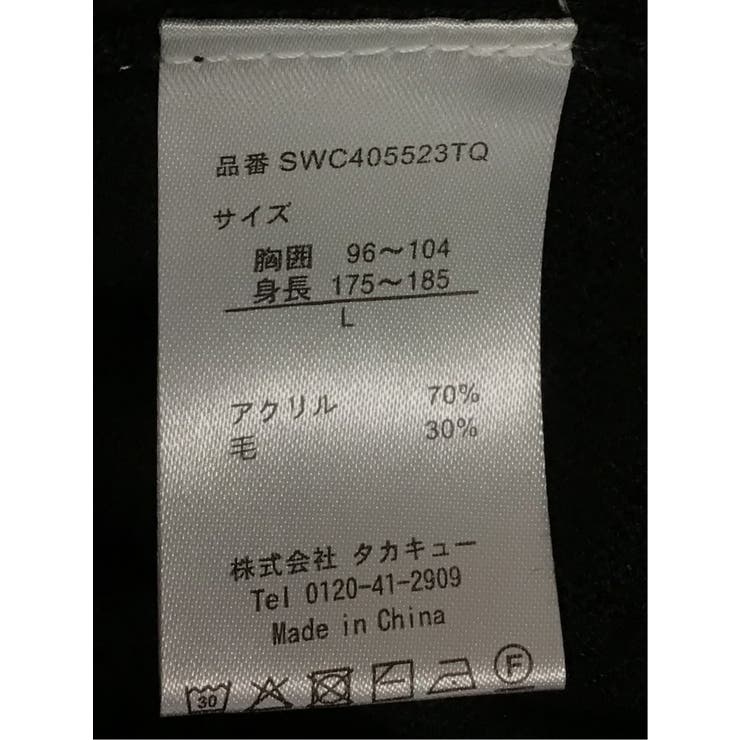 品番 SWC405523TQ
サイズ
胸囲 96～104
身長 175～185
L
アクリル 70%
毛 30%
株式会社 タカキュー
Tel 0120-41-2909
Made in China
30 F